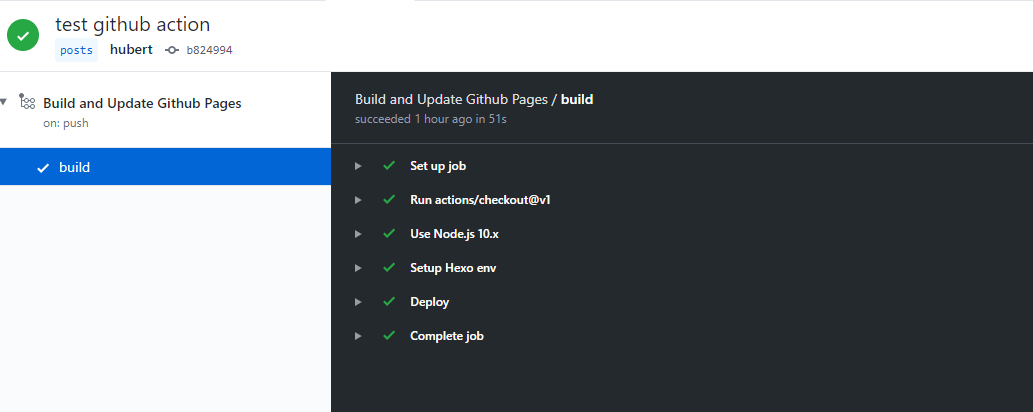 test github action
posts hubert b824994
Build and Update Github Pages
on: push
build
Build and Update Github Pages / build
succeeded 1 hour ago in 51s
Set up job
Run actions/checkout@v1
Use Node.js 10.x
Setup Hexo env
Deploy
Complete job